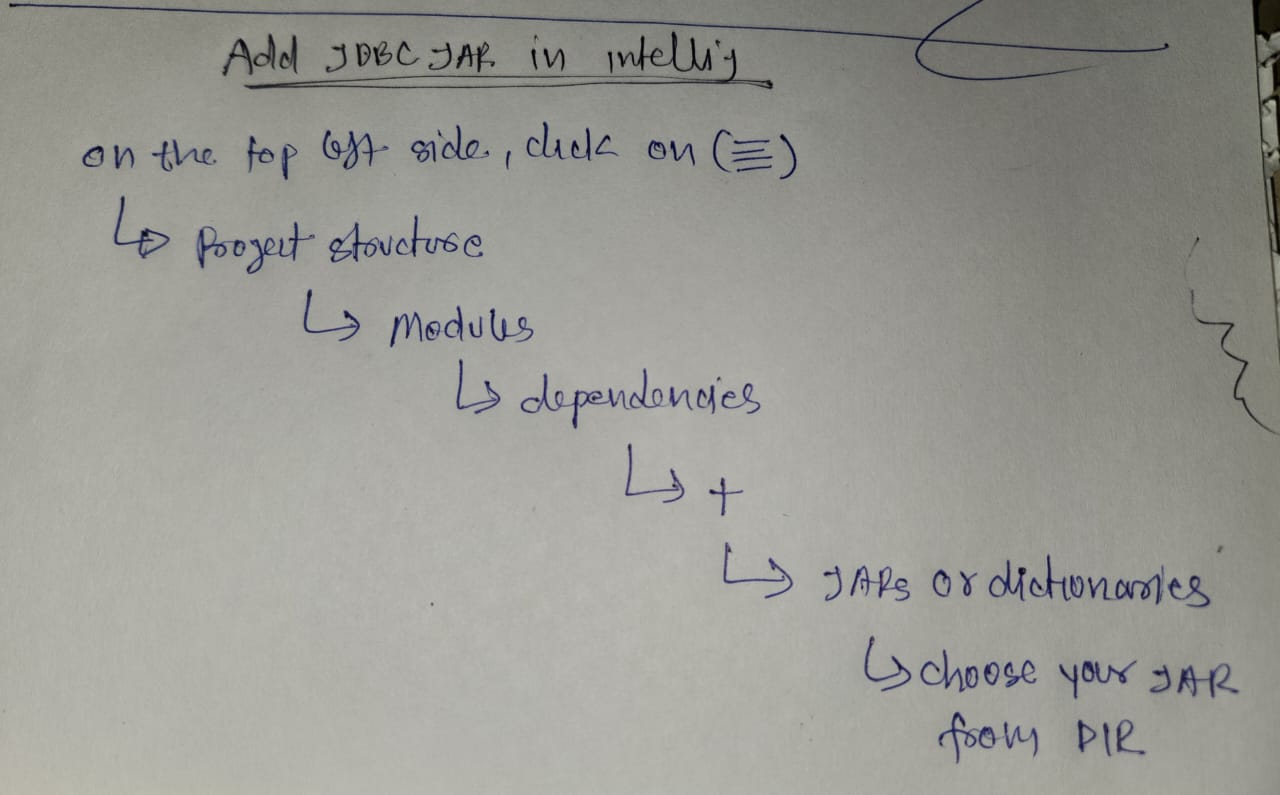 Add JDBC JAR in intellij
on the top left side, click on (≡)
↳ Project structure
↳ Modules
↳ dependencies
↳ +
↳ JARs or dictionaries
↳ choose your JAR
from DIR